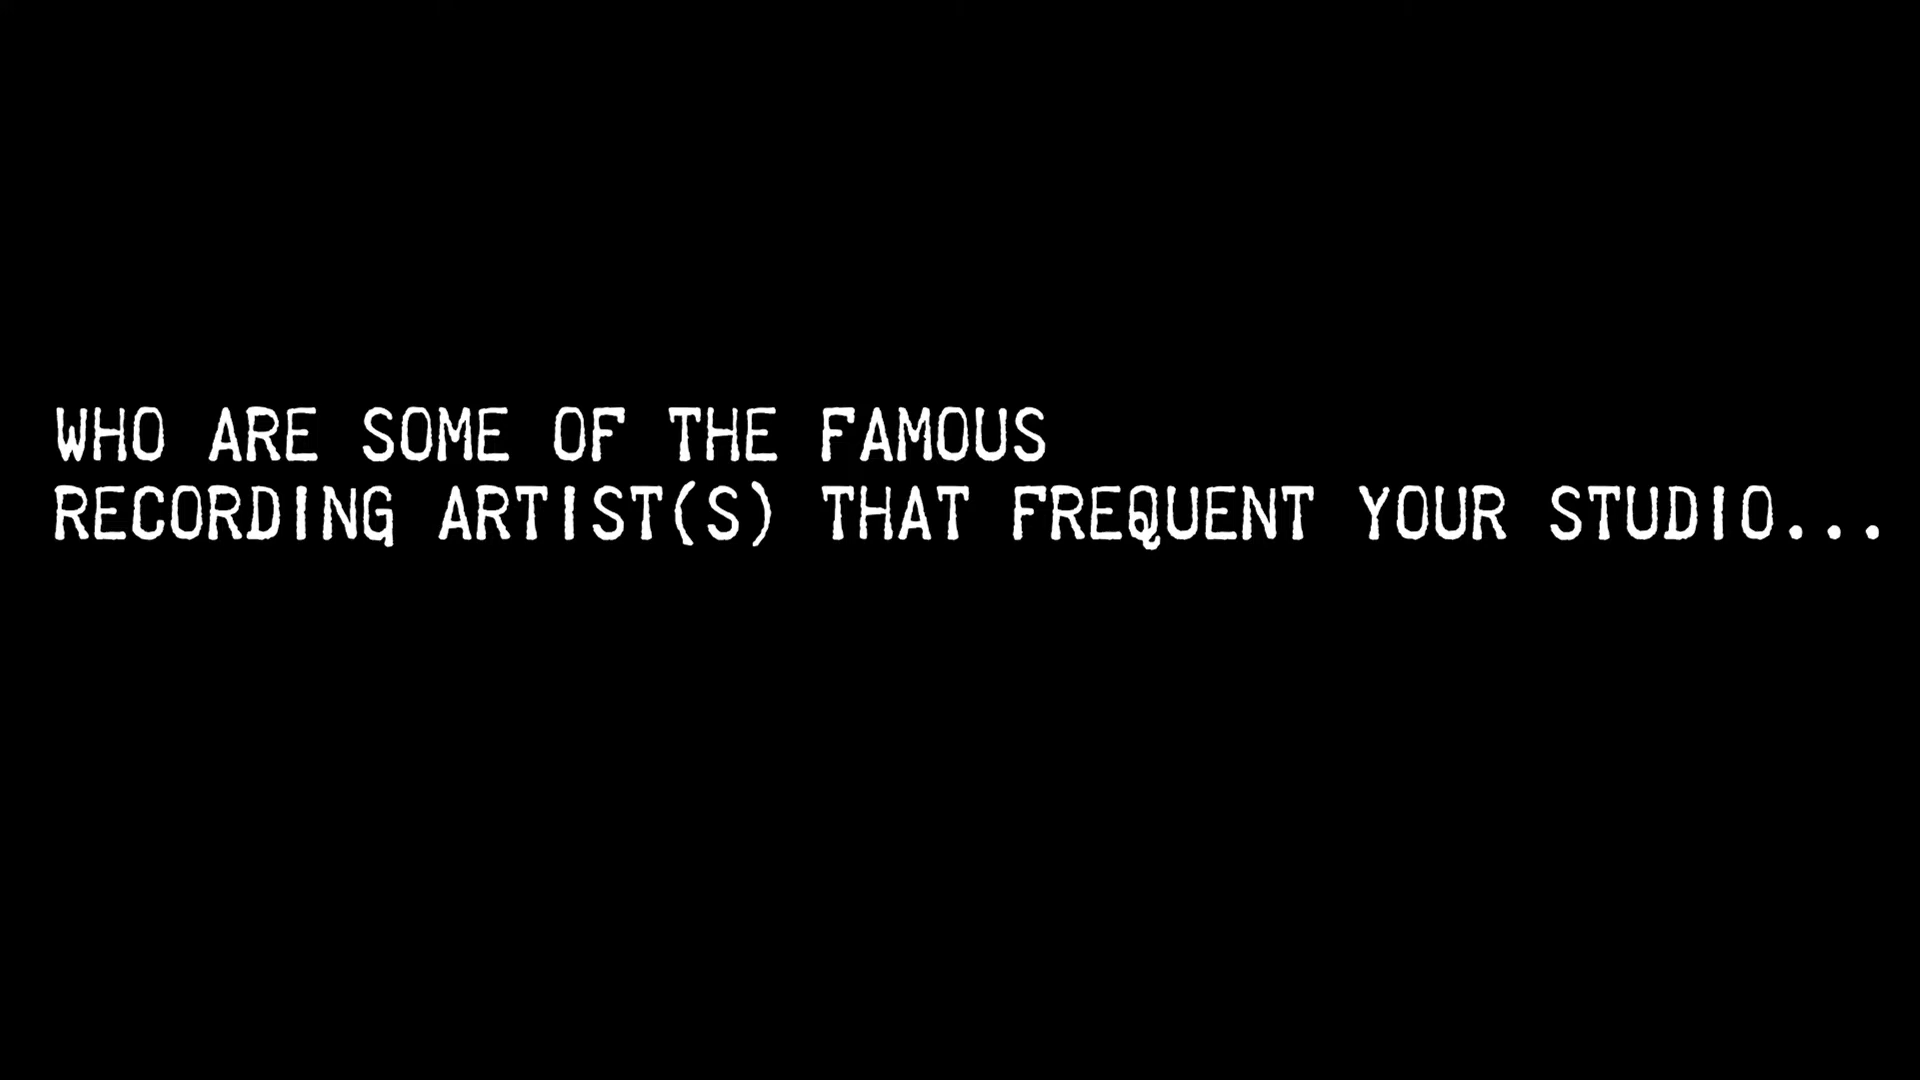 WHO ARE SOME OF THE FAMOUS
RECORDING ARTIST(S) THAT FREQUENT YOUR STUDIO...